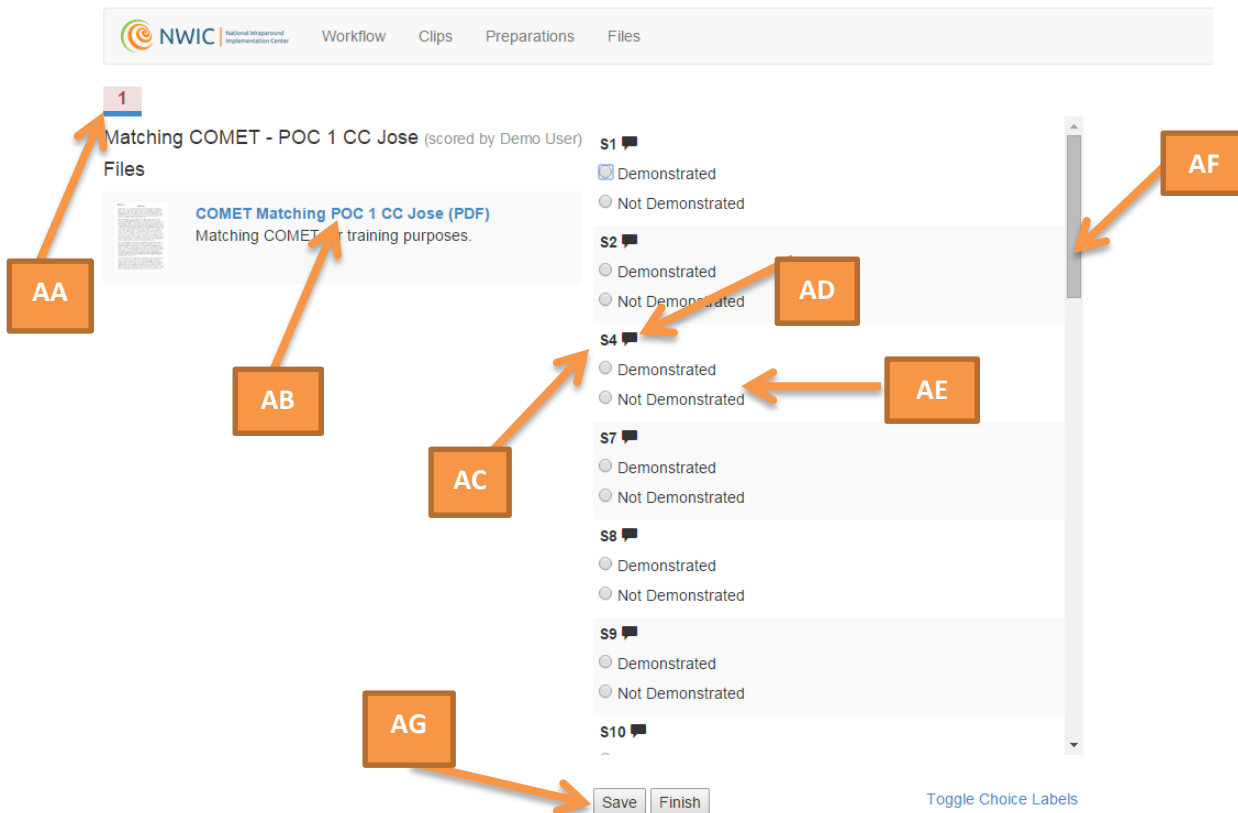 NWIC National Wraparound Implementation Center Workflow Clips Preparations Files
1
Matching COMET - POC 1 CC Jose (scored by Demo User)
Files
COMET Matching POC 1 CC Jose (PDF)
Matching COMET for training purposes.
AA
AB
S1
Demonstrated
Not Demonstrated
S2
Demonstrated
Not Demonstrated
S4
Demonstrated
Not Demonstrated
S7
Demonstrated
Not Demonstrated
S8
Demonstrated
Not Demonstrated
S9
Demonstrated
Not Demonstrated
S10
AF
AD
AE
AC
AG
Save Finish
Toggle Choice Labels